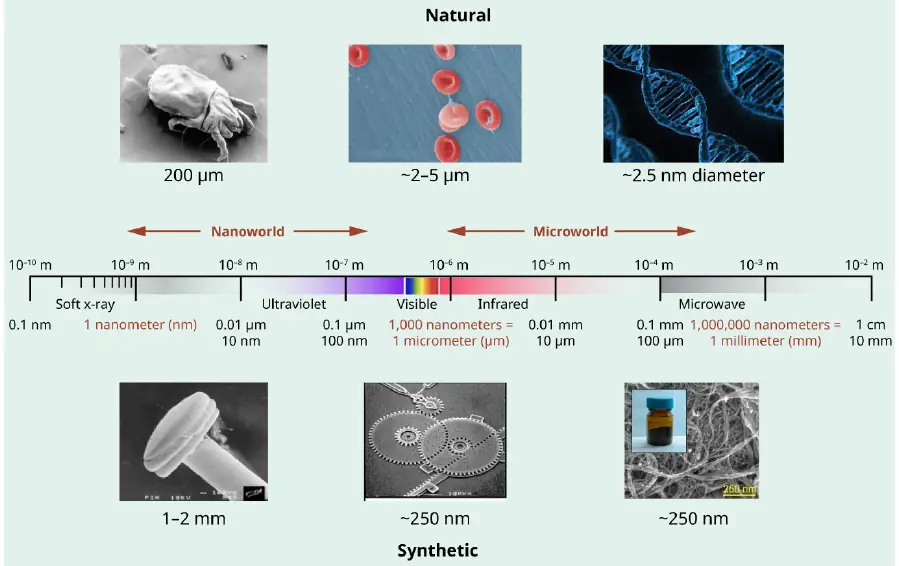 Natural
200 μm
~2–5 μm
~2.5 nm diameter
Nanoworld
Microworld
10⁻¹⁰ m
10⁻⁹ m
10⁻⁸ m
10⁻⁷ m
10⁻⁶ m
10⁻⁵ m
10⁻⁴ m
10⁻³ m
10⁻² m
Soft x-ray
Ultraviolet
Visible
Infrared
Microwave
0.1 nm
1 nanometer (nm)
0.01 μm
10 nm
0.1 μm
100 nm
1,000 nanometers =
1 micrometer (μm)
0.01 mm
10 μm
0.1 mm
100 μm
1,000,000 nanometers =
1 millimeter (mm)
1 cm
10 mm
250 nm
1–2 mm
~250 nm
~250 nm
Synthetic